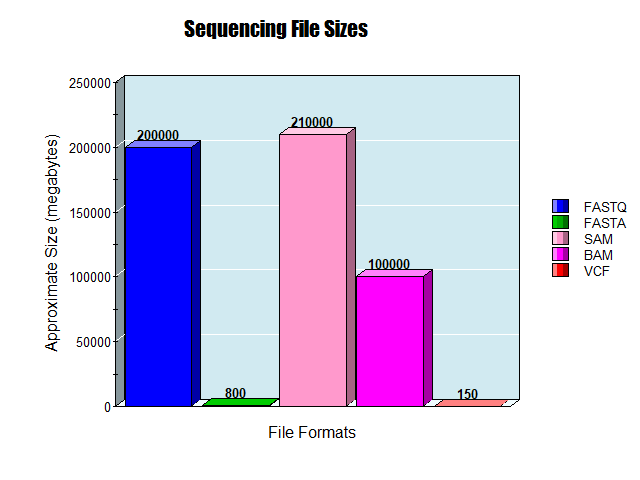 Sequencing File Sizes
Approximate Size (megabytes)
250000
200000
150000
100000
50000
0
200000
800
210000
100000
150
File Formats
FASTQ
FASTA
SAM
BAM
VCF